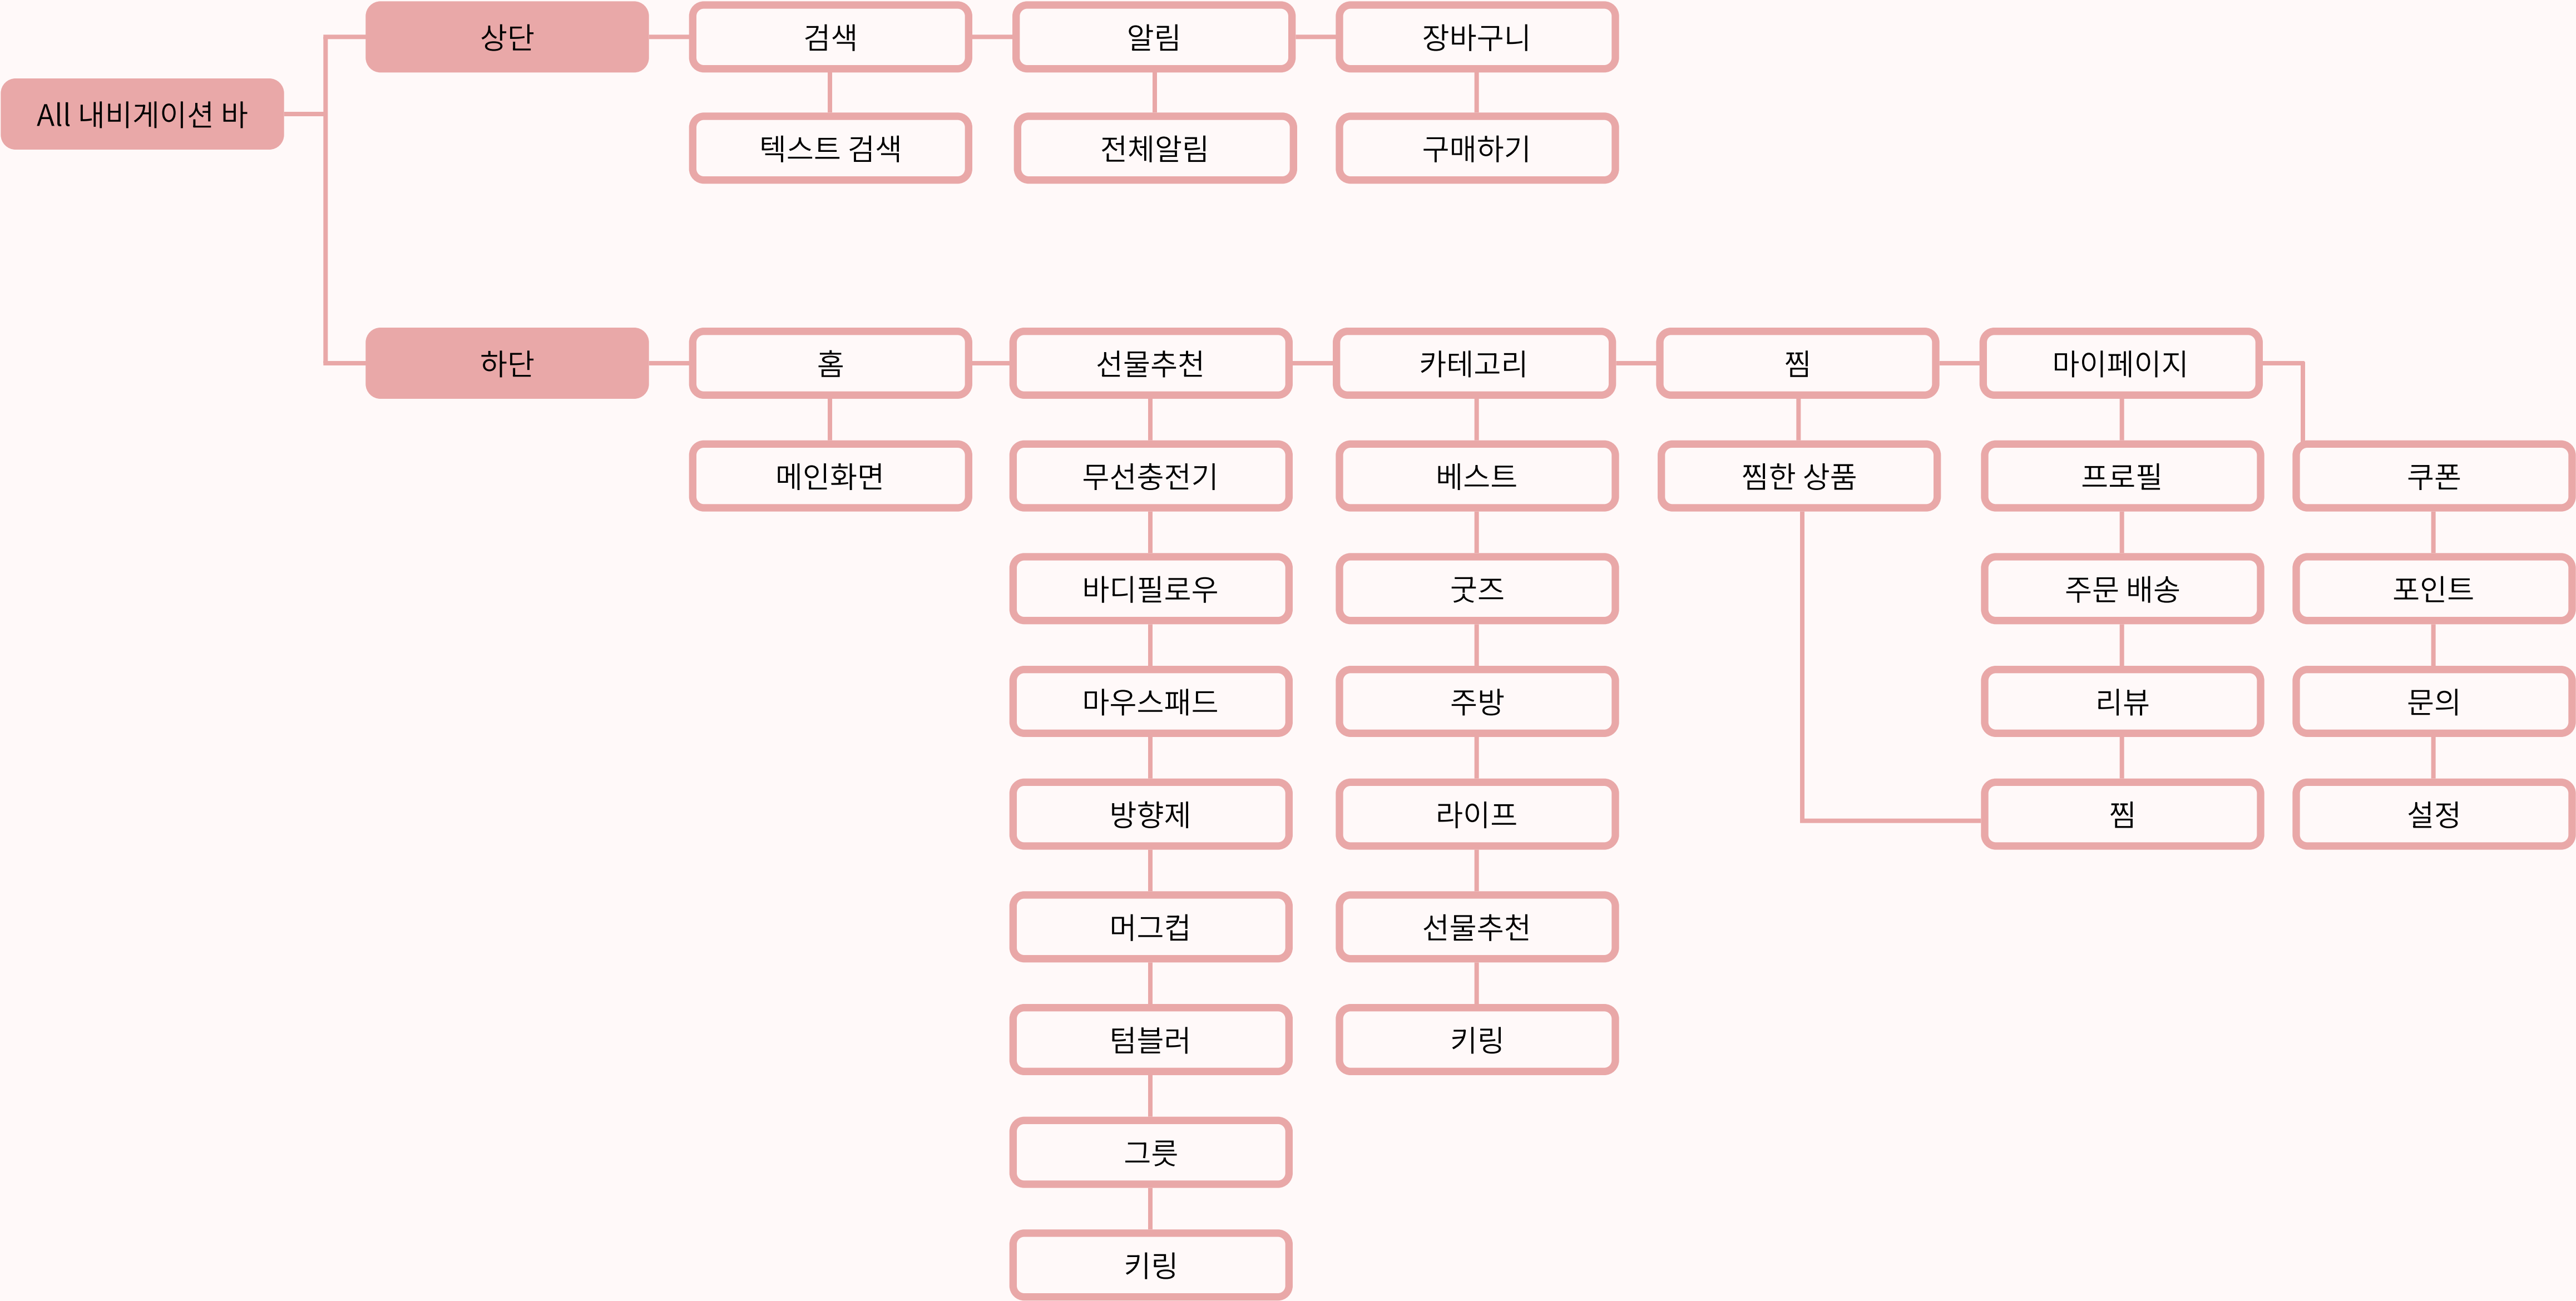 All 내비게이션 바
상단
검색
알림
장바구니
텍스트 검색
전체알림
구매하기
하단
홈
선물추천
카테고리
찜
마이페이지
메인화면
무선충전기
베스트
찜한 상품
프로필
쿠폰
바디필로우
굿즈
주문 배송
포인트
마우스패드
주방
리뷰
문의
방향제
라이프
찜
설정
머그컵
선물추천
텀블러
키링
그릇
키링